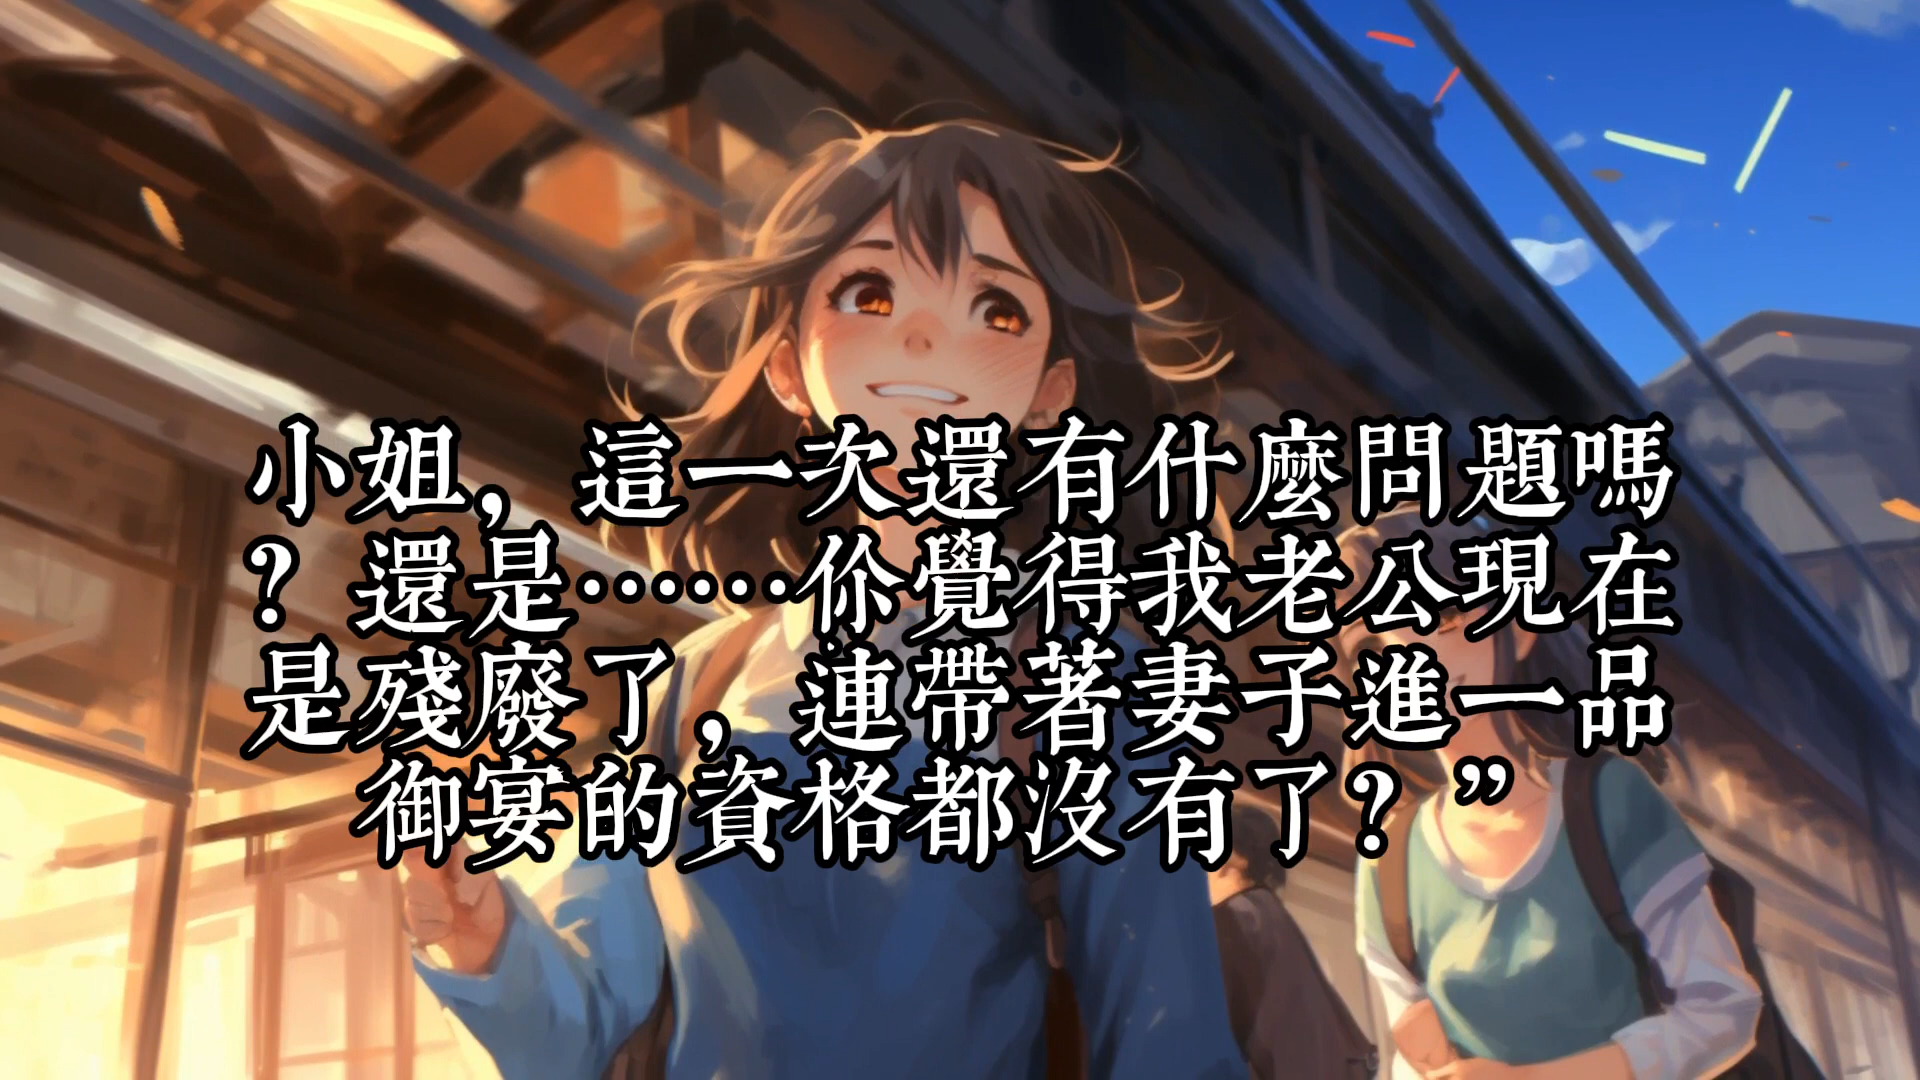 小姐，這一次還有什麼問題嗎
？還是……你覺得我老公現在
是殘廢了，連帶著妻子進一品
御宴的資格都沒有了？”